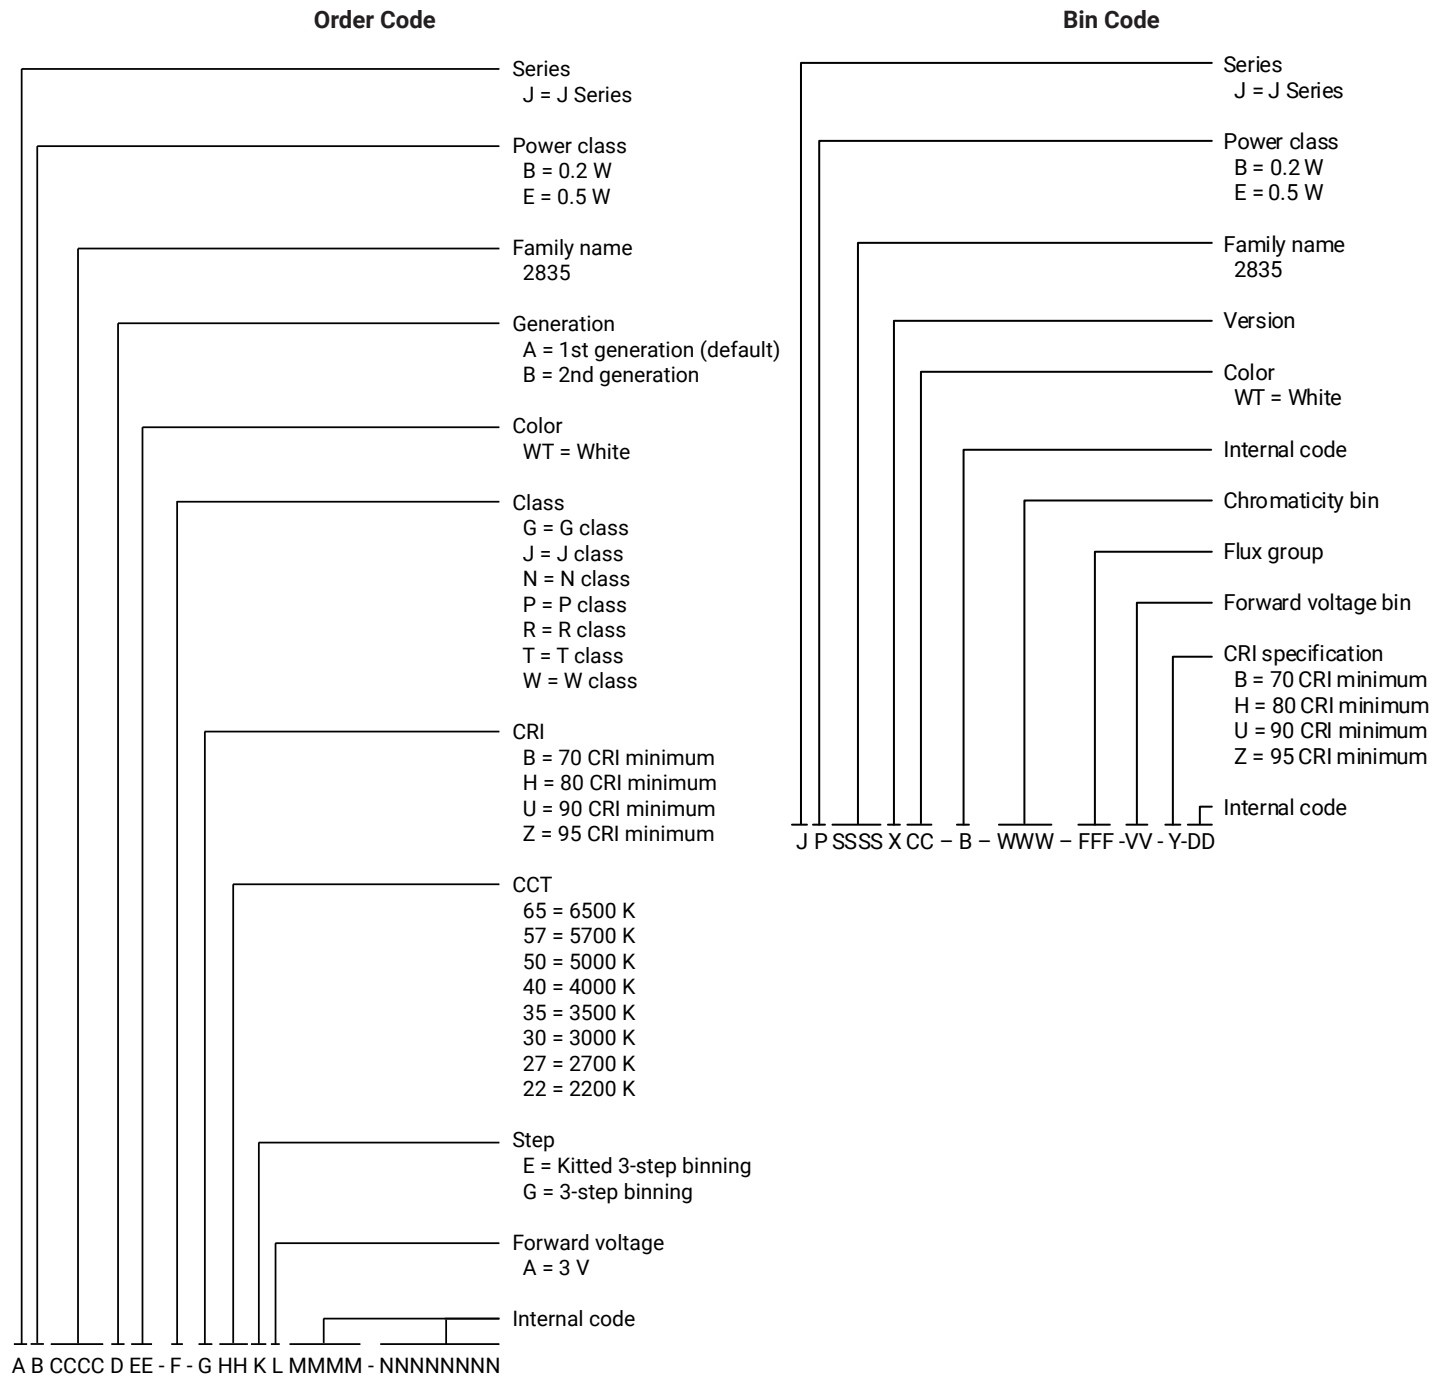 Order Code
Series
J = J Series
Power class
B = 0.2 W
E = 0.5 W
Family name
2835
Generation
A = 1st generation (default)
B = 2nd generation
Color
WT = White
Class
G = G class
J = J class
N = N class
P = P class
R = R class
T = T class
W = W class
CRI
B = 70 CRI minimum
H = 80 CRI minimum
U = 90 CRI minimum
Z = 95 CRI minimum
CCT
65 = 6500 K
57 = 5700 K
50 = 5000 K
40 = 4000 K
35 = 3500 K
30 = 3000 K
27 = 2700 K
22 = 2200 K
Step
E = Kitted 3-step binning
G = 3-step binning
Forward voltage
A = 3 V
Internal code
A B CCCC D EE - F - G HH K L MMMM - NNNNNNNN
Bin Code
Series
J = J Series
Power class
B = 0.2 W
E = 0.5 W
Family name
2835
Version
Color
WT = White
Internal code
Chromaticity bin
Flux group
Forward voltage bin
CRI specification
B = 70 CRI minimum
H = 80 CRI minimum
U = 90 CRI minimum
Z = 95 CRI minimum
Internal code
J P SSSS X CC – B – WWW – FFF -VV - Y-DD